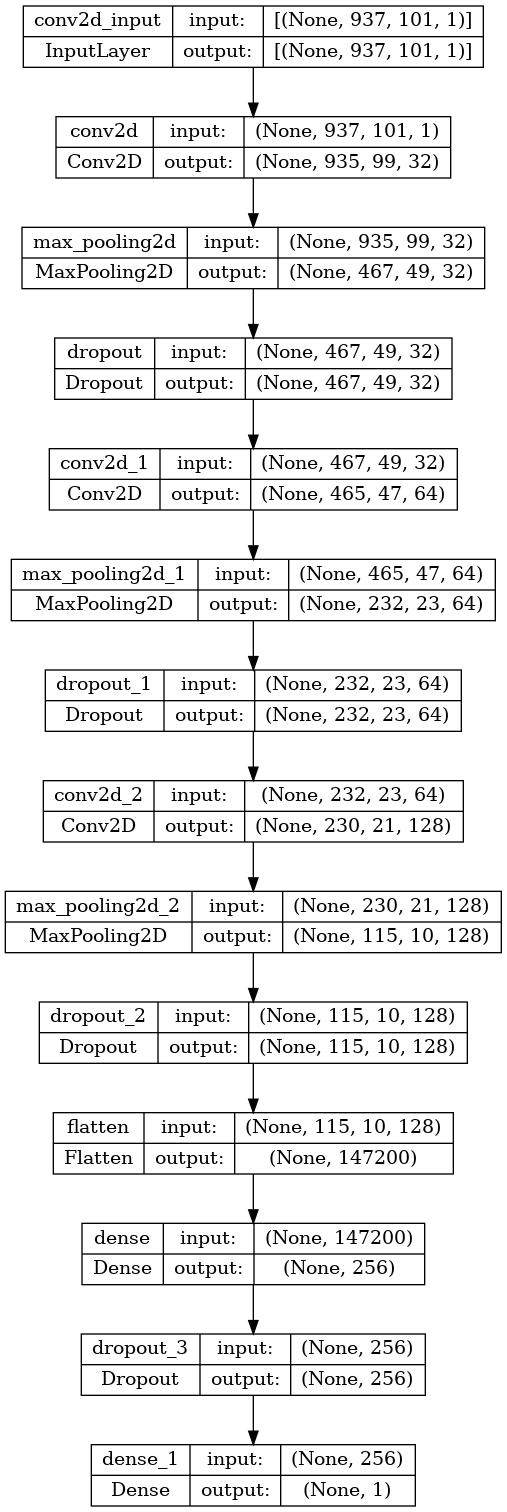 conv2d_input input: [(None, 937, 101, 1)]
InputLayer output: [(None, 937, 101, 1)]
conv2d input: (None, 937, 101, 1)
Conv2D output: (None, 935, 99, 32)
max_pooling2d input: (None, 935, 99, 32)
MaxPooling2D output: (None, 467, 49, 32)
dropout input: (None, 467, 49, 32)
Dropout output: (None, 467, 49, 32)
conv2d_1 input: (None, 467, 49, 32)
Conv2D output: (None, 465, 47, 64)
max_pooling2d_1 input: (None, 465, 47, 64)
MaxPooling2D output: (None, 232, 23, 64)
dropout_1 input: (None, 232, 23, 64)
Dropout output: (None, 232, 23, 64)
conv2d_2 input: (None, 232, 23, 64)
Conv2D output: (None, 230, 21, 128)
max_pooling2d_2 input: (None, 230, 21, 128)
MaxPooling2D output: (None, 115, 10, 128)
dropout_2 input: (None, 115, 10, 128)
Dropout output: (None, 115, 10, 128)
flatten input: (None, 115, 10, 128)
Flatten output: (None, 147200)
dense input: (None, 147200)
Dense output: (None, 256)
dropout_3 input: (None, 256)
Dropout output: (None, 256)
dense_1 input: (None, 256)
Dense output: (None, 1)